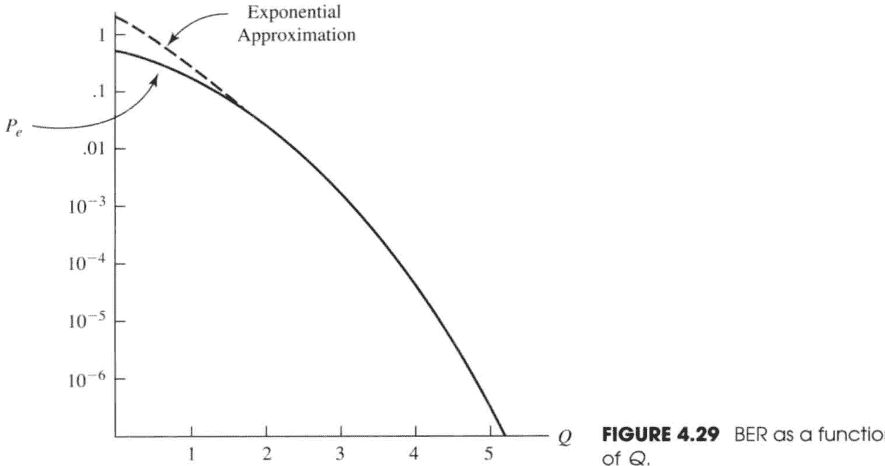 Exponential
Approximation
1
.1
P_e
.01
10^{-3}
10^{-4}
10^{-5}
10^{-6}
1 2 3 4 5 Q
FIGURE 4.29 BER as a functio
of Q.